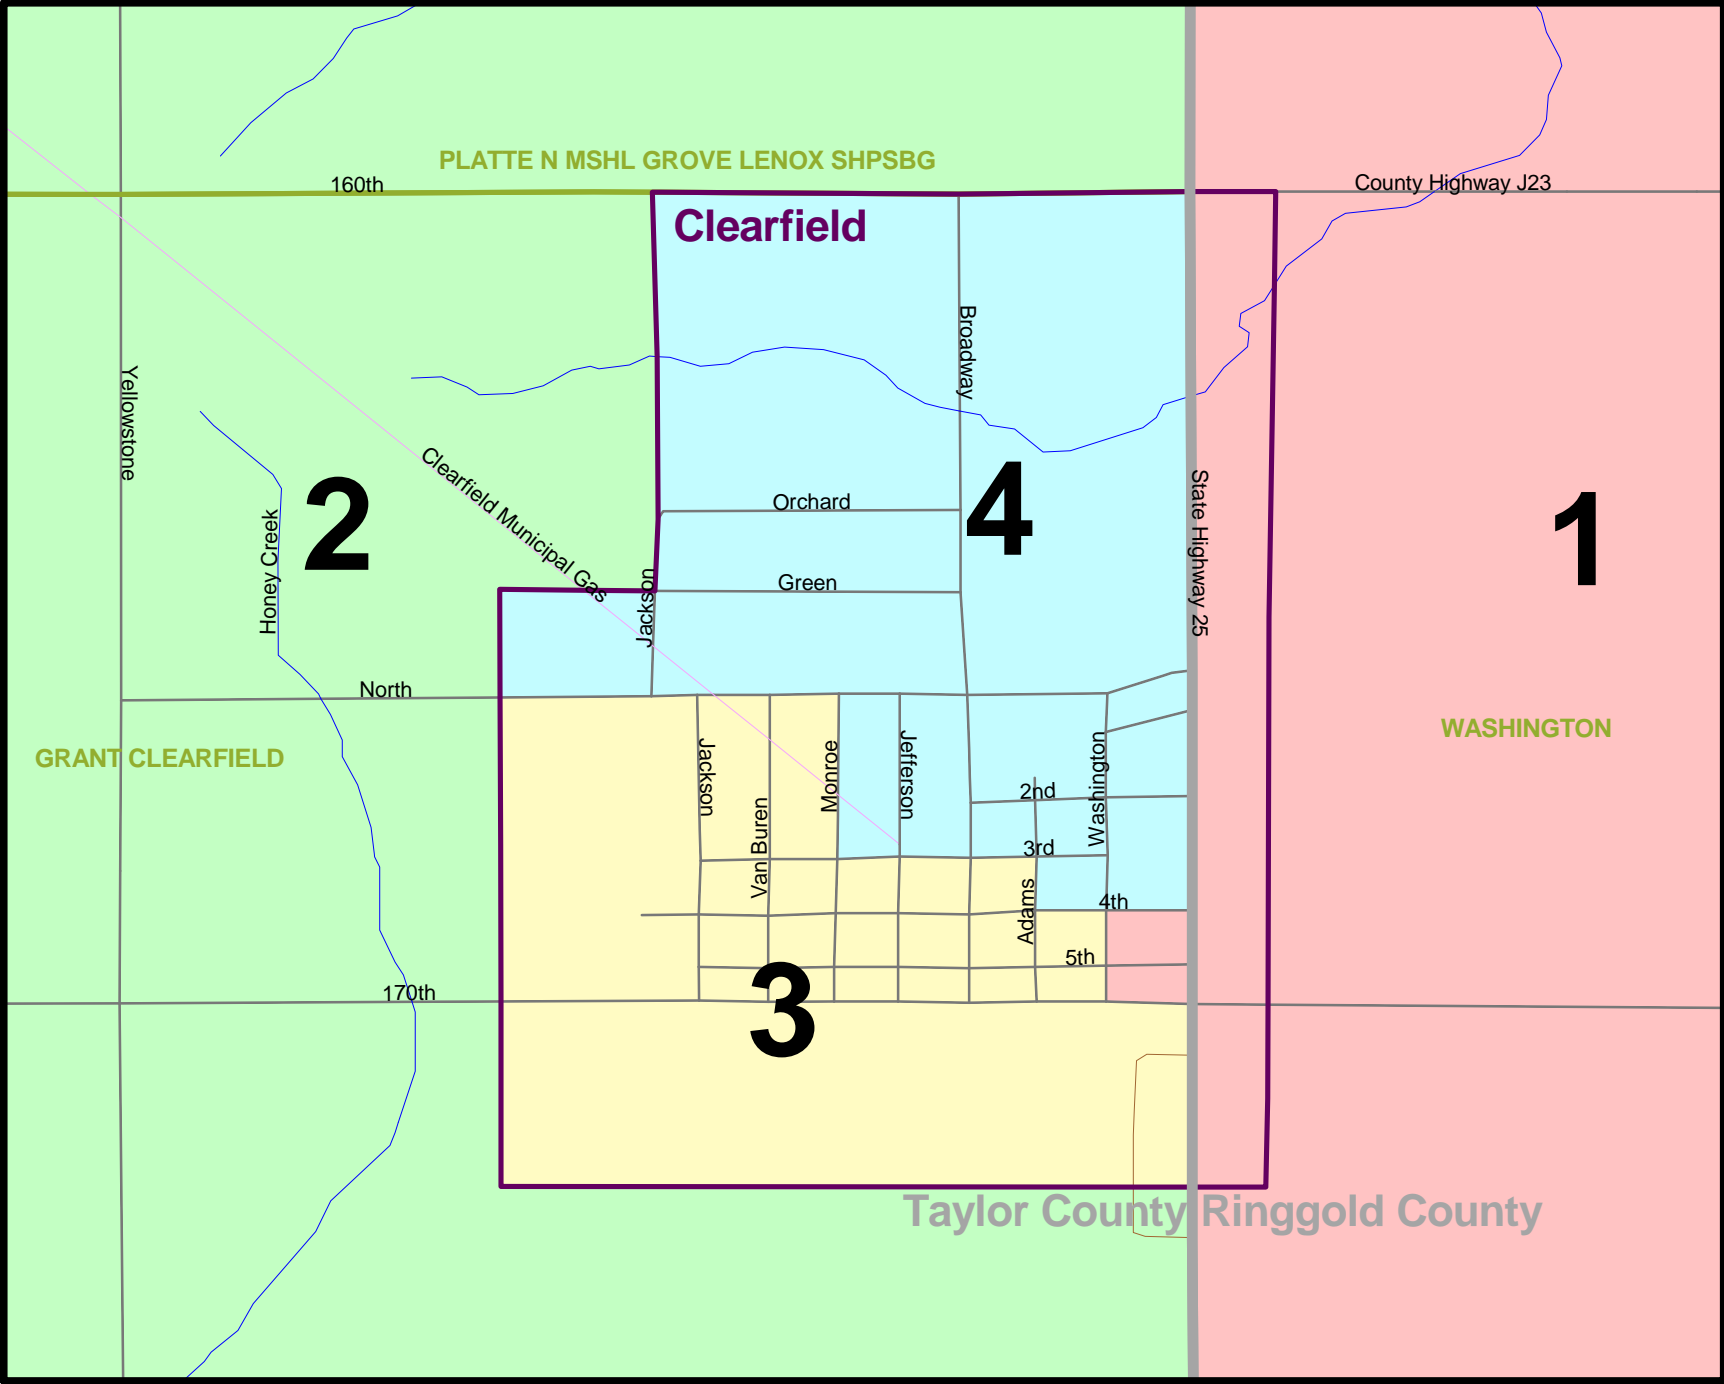 PLATTE N MSHL GROVE LENOX SHPSBG
160th
County Highway J23
Clearfield
Broadway
Yellowstone
Clearfield Municipal Gas
2
4
1
State Highway 25
Orchard
Honey Creek
Green
Jackson
North
GRANT CLEARFIELD
WASHINGTON
Jackson
Van Buren
Monroe
Jefferson
Washington
2nd
3rd
Adams
4th
5th
170th
3
Taylor County
Ringgold County